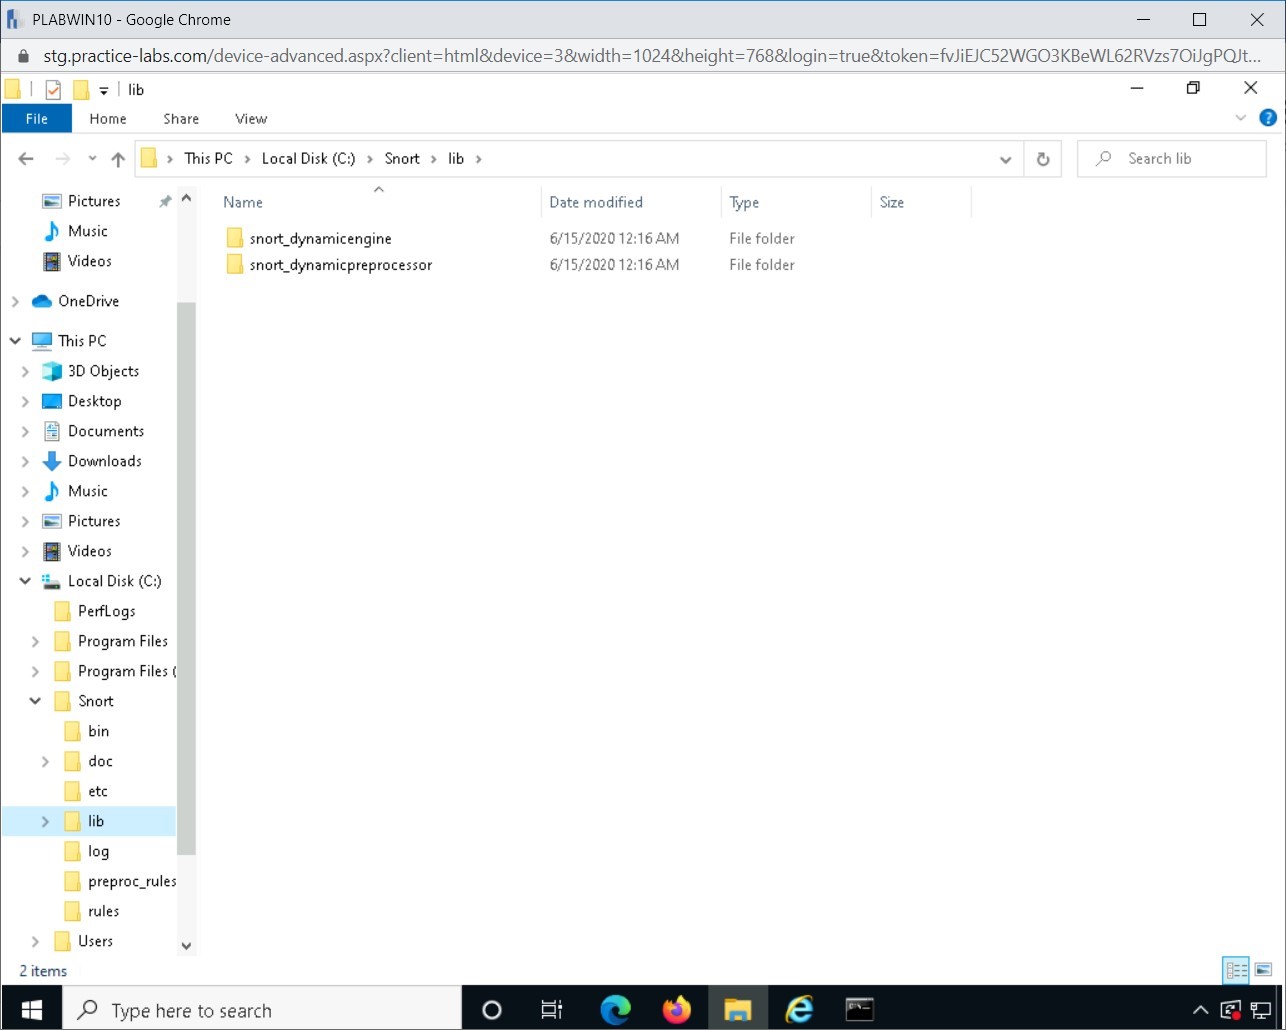 PLABWIN10 - Google Chrome
stg.practice-labs.com/device-advanced.aspx?client=html&device=3&width=1024&height=768&login=true&token=fvJiEJC52WGO3KBeWL62RVzs7OiJgPQJt...
lib
File Home Share View
This PC Local Disk (C:) Snort lib Search lib
Name Date modified Type Size
snort_dynamicengine 6/15/2020 12:16 AM File folder
snort_dynamicpreprocessor 6/15/2020 12:16 AM File folder
Pictures
Music
Videos
OneDrive
This PC
3D Objects
Desktop
Documents
Downloads
Music
Pictures
Videos
Local Disk (C:)
PerfLogs
Program Files
Program Files (
Snort
bin
doc
etc
lib
log
preproc_rules
rules
Users
2 items
Type here to search